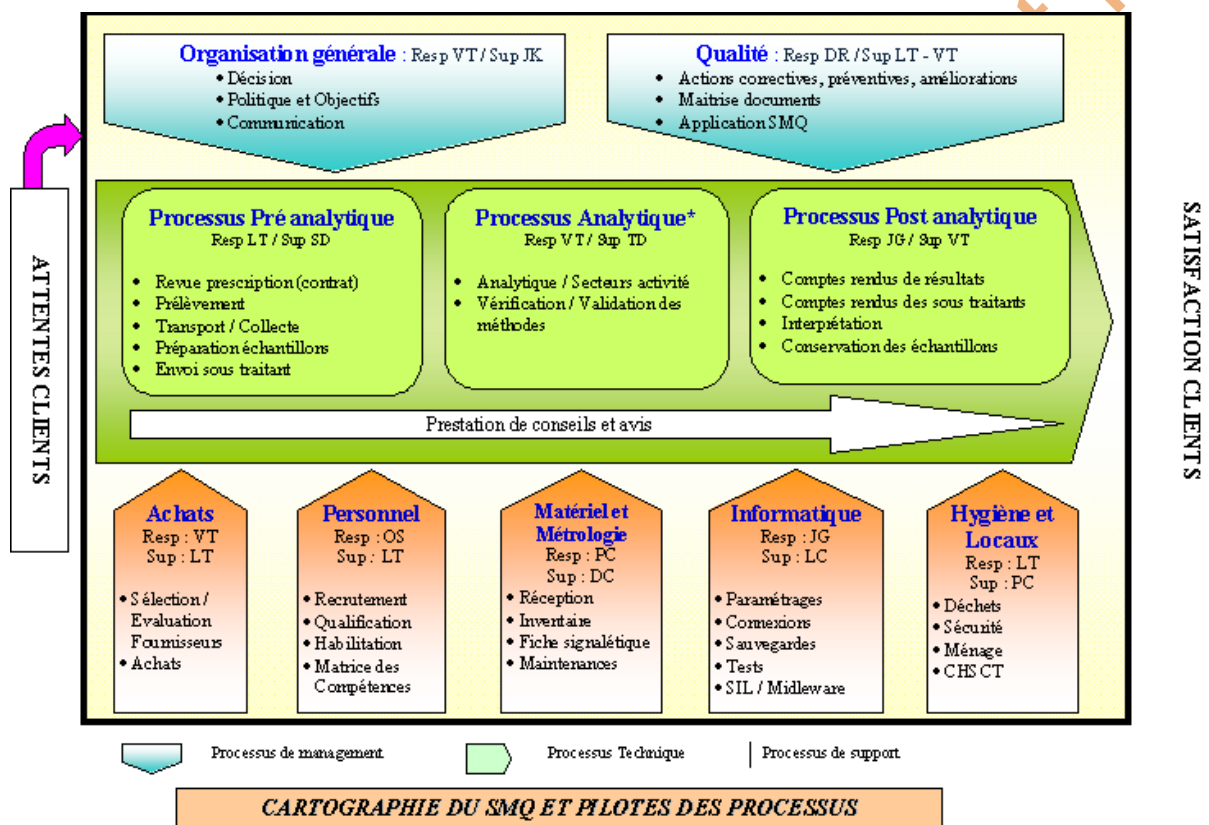 Organisation générale : Resp VT / Sup JK
• Décision
• Politique et Objectifs
• Communication
Qualité : Resp DR / Sup LT - VT
• Actions correctives, préventives, améliorations
• Maitrise documents
• Application SMQ
ATTENTES CLIENTS
Processus Pré analytique
Resp LT / Sup SD
• Revue prescription (contrat)
• Prélèvement
• Transport / Collecte
• Préparation échantillons
• Envoi sous traitant
Processus Analytique*
Resp VT / Sup TD
• Analytique / Secteurs activité
• Vérification / Validation des
méthodes
Processus Post analytique
Resp JG / Sup VT
• Comptes rendus de résultats
• Comptes rendus des sous traitants
• Interprétation
• Conservation des échantillons
SATISFACTION CLIENTS
Prestation de conseils et avis
Achats
Resp : VT
Sup : LT
• Sélection /
Evaluation
Fournisseurs
• Achats
Personnel
Resp : OS
Sup : LT
• Recrutement
• Qualification
• Habilitation
• Matrice des
Compétences
Matériel et
Métrologie
Resp : PC
Sup : DC
• Réception
• Inventaire
• Fiche signalétique
• Maintenances
Informatique
Resp : JG
Sup : LC
• Paramétrages
• Connexions
• Sauvegardes
• Tests
• SIL / Midleware
Hygiène et
Locaux
Resp : LT
Sup : PC
• Déchets
• Sécurité
• Ménage
• CHSCT
Processus de management
Processus Technique
Processus de support
CARTOGRAPHIE DU SMQ ET PILOTES DES PROCESSUS